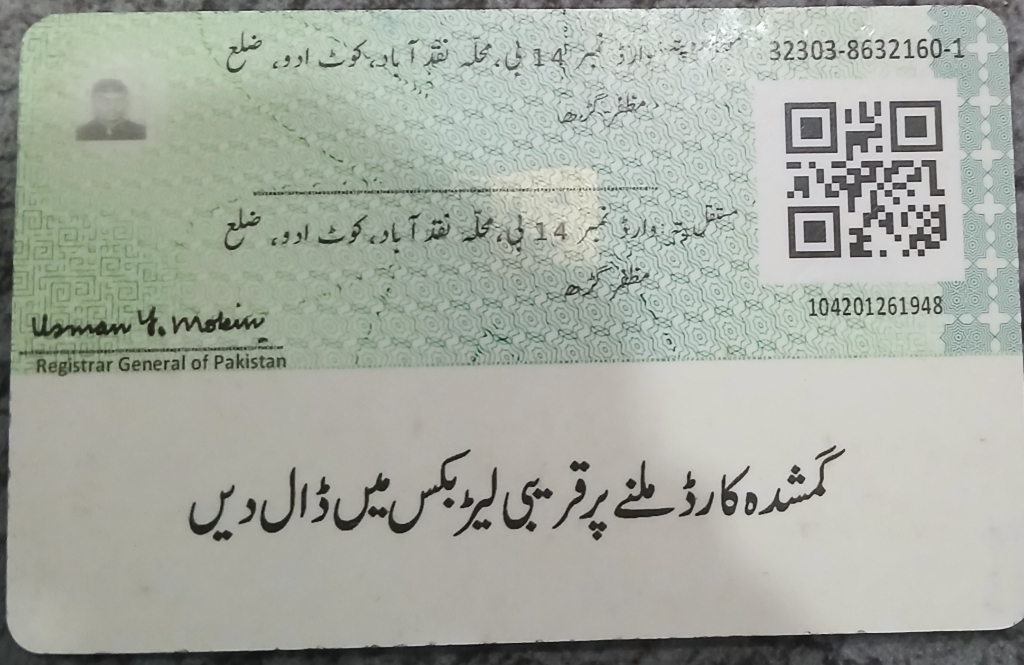 32303-8632160-1
موجودہ پتہ: وارڈ نمبر 14 بی، محلہ نقد آباد، کوٹ ادو، ضلع
مظفر گڑھ
مستقل پتہ: وارڈ نمبر 14 بی، محلہ نقد آباد، کوٹ ادو، ضلع
مظفر گڑھ
104201261948
Usman Y. Mobin
Registrar General of Pakistan
گمشدہ کارڈ ملنے پر قریبی لیٹر بکس میں ڈال دیں